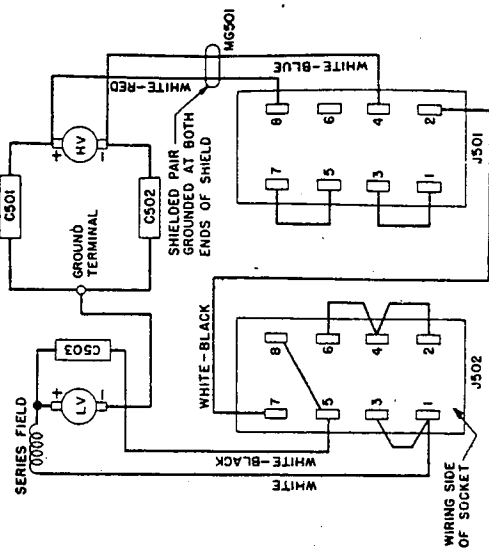 C501
+
HV
-
C502
GROUND
TERMINAL
WHITE-RED
WHITE-BLUE
MG501
SHIELDED PAIR
GROUNDED AT BOTH
ENDS OF SHIELD
SERIES FIELD
+
LV
-
C503
WHITE-BLACK
WHITE-BLACK
WHITE
7
8
5
6
3
4
1
2
J501
7
8
5
6
3
4
1
2
J502
WIRING SIDE
OF SOCKET